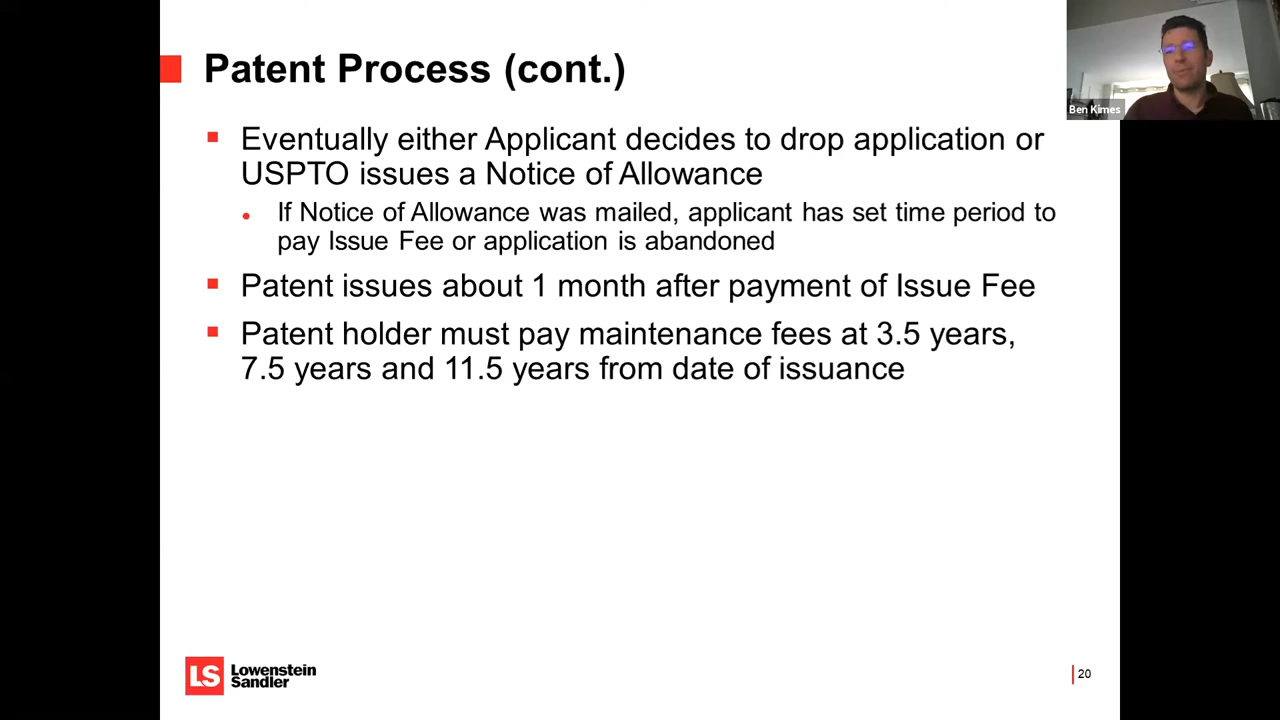 Patent Process (cont.)
Ben Kimes
Eventually either Applicant decides to drop application or
USPTO issues a Notice of Allowance
If Notice of Allowance was mailed, applicant has set time period to
pay Issue Fee or application is abandoned
Patent issues about 1 month after payment of Issue Fee
Patent holder must pay maintenance fees at 3.5 years,
7.5 years and 11.5 years from date of issuance
LS Lowenstein
Sandler
20